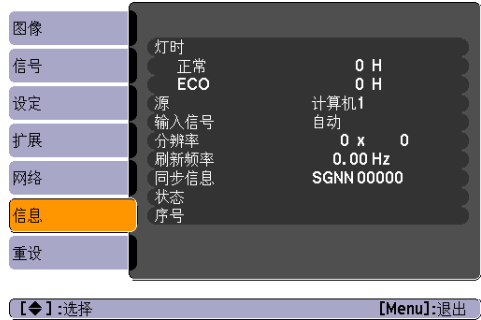 图像
信号
设定
扩展
网络
信息
重设
灯时
正常 0 H
ECO 0 H
源 计算机1
输入信号 自动
分辨率 0 x 0
刷新频率 0.00 Hz
同步信息 SGNN 00000
状态
序号
[◆]:选择 [Menu]:退出